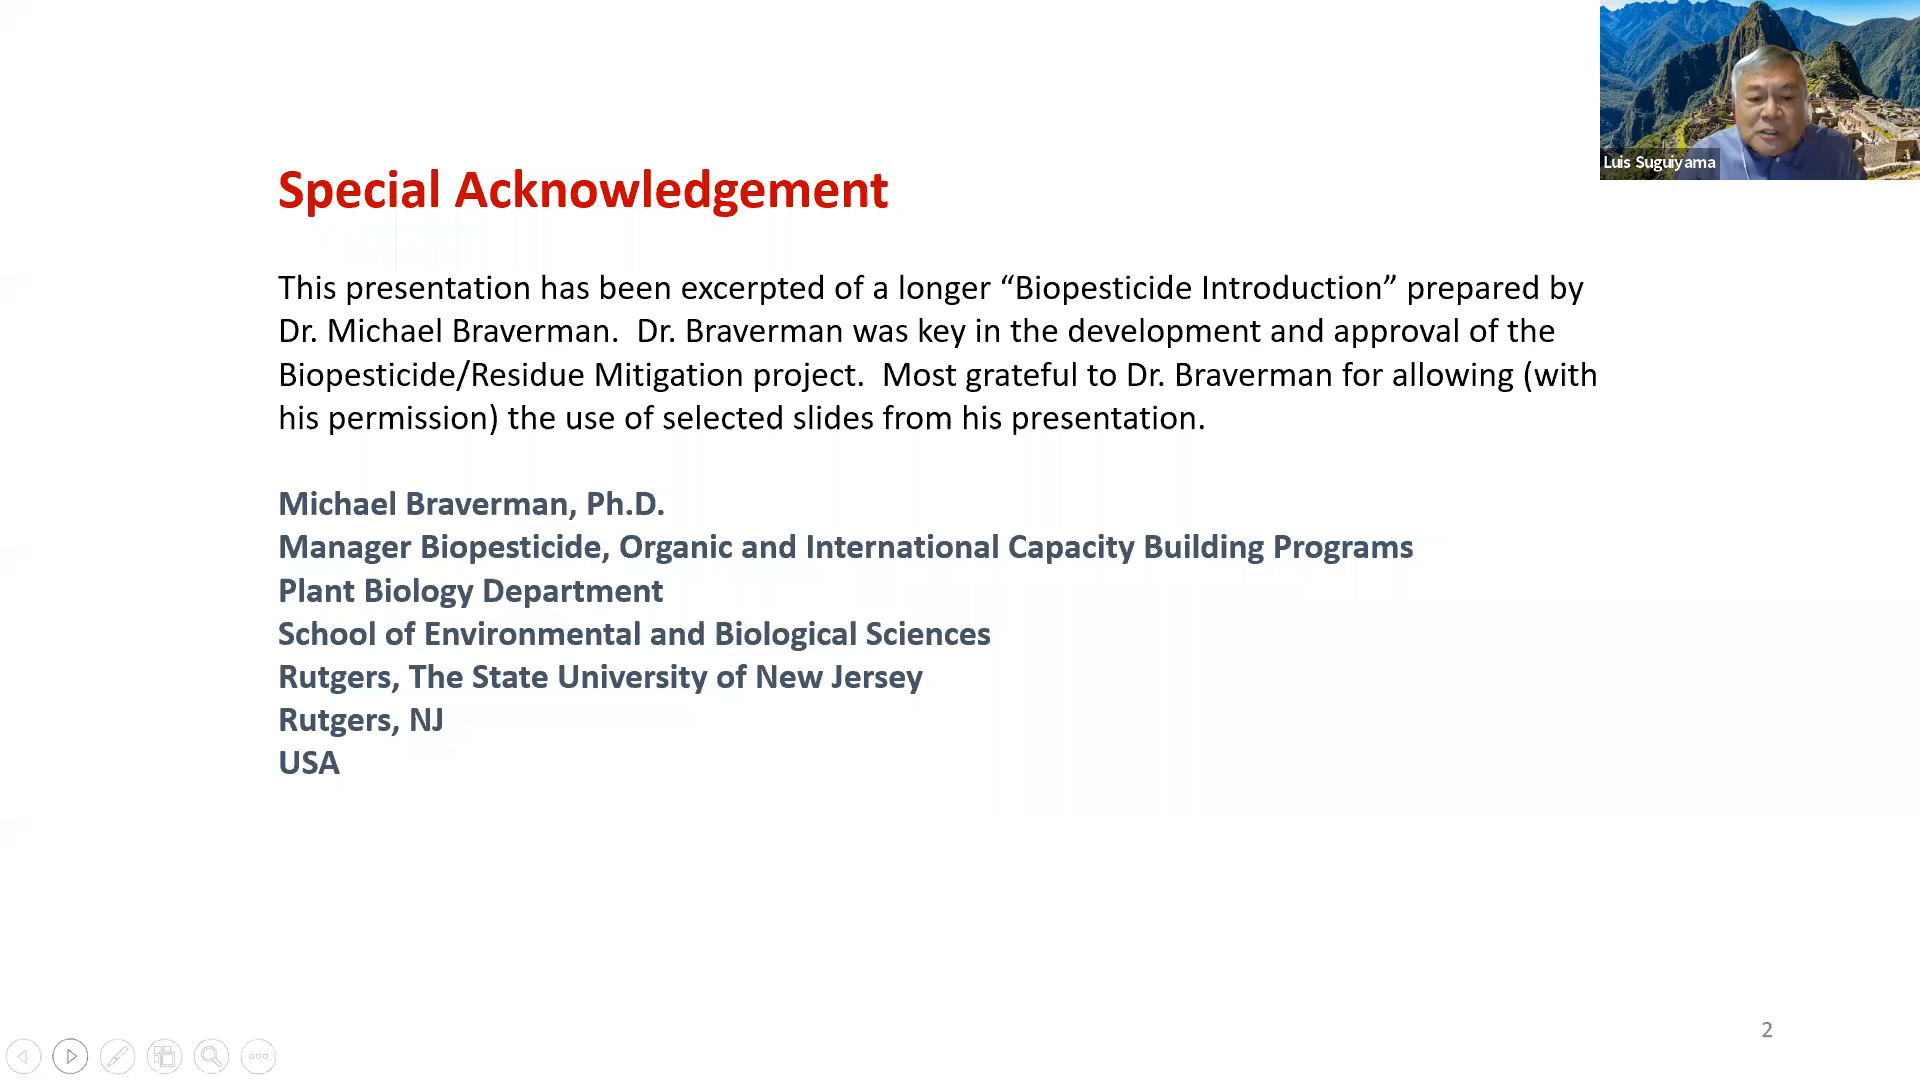 Luis Suguiyama
Special Acknowledgement
This presentation has been excerpted of a longer “Biopesticide Introduction” prepared by
Dr. Michael Braverman.  Dr. Braverman was key in the development and approval of the
Biopesticide/Residue Mitigation project.  Most grateful to Dr. Braverman for allowing (with
his permission) the use of selected slides from his presentation.
Michael Braverman, Ph.D.
Manager Biopesticide, Organic and International Capacity Building Programs
Plant Biology Department
School of Environmental and Biological Sciences
Rutgers, The State University of New Jersey
Rutgers, NJ
USA
2